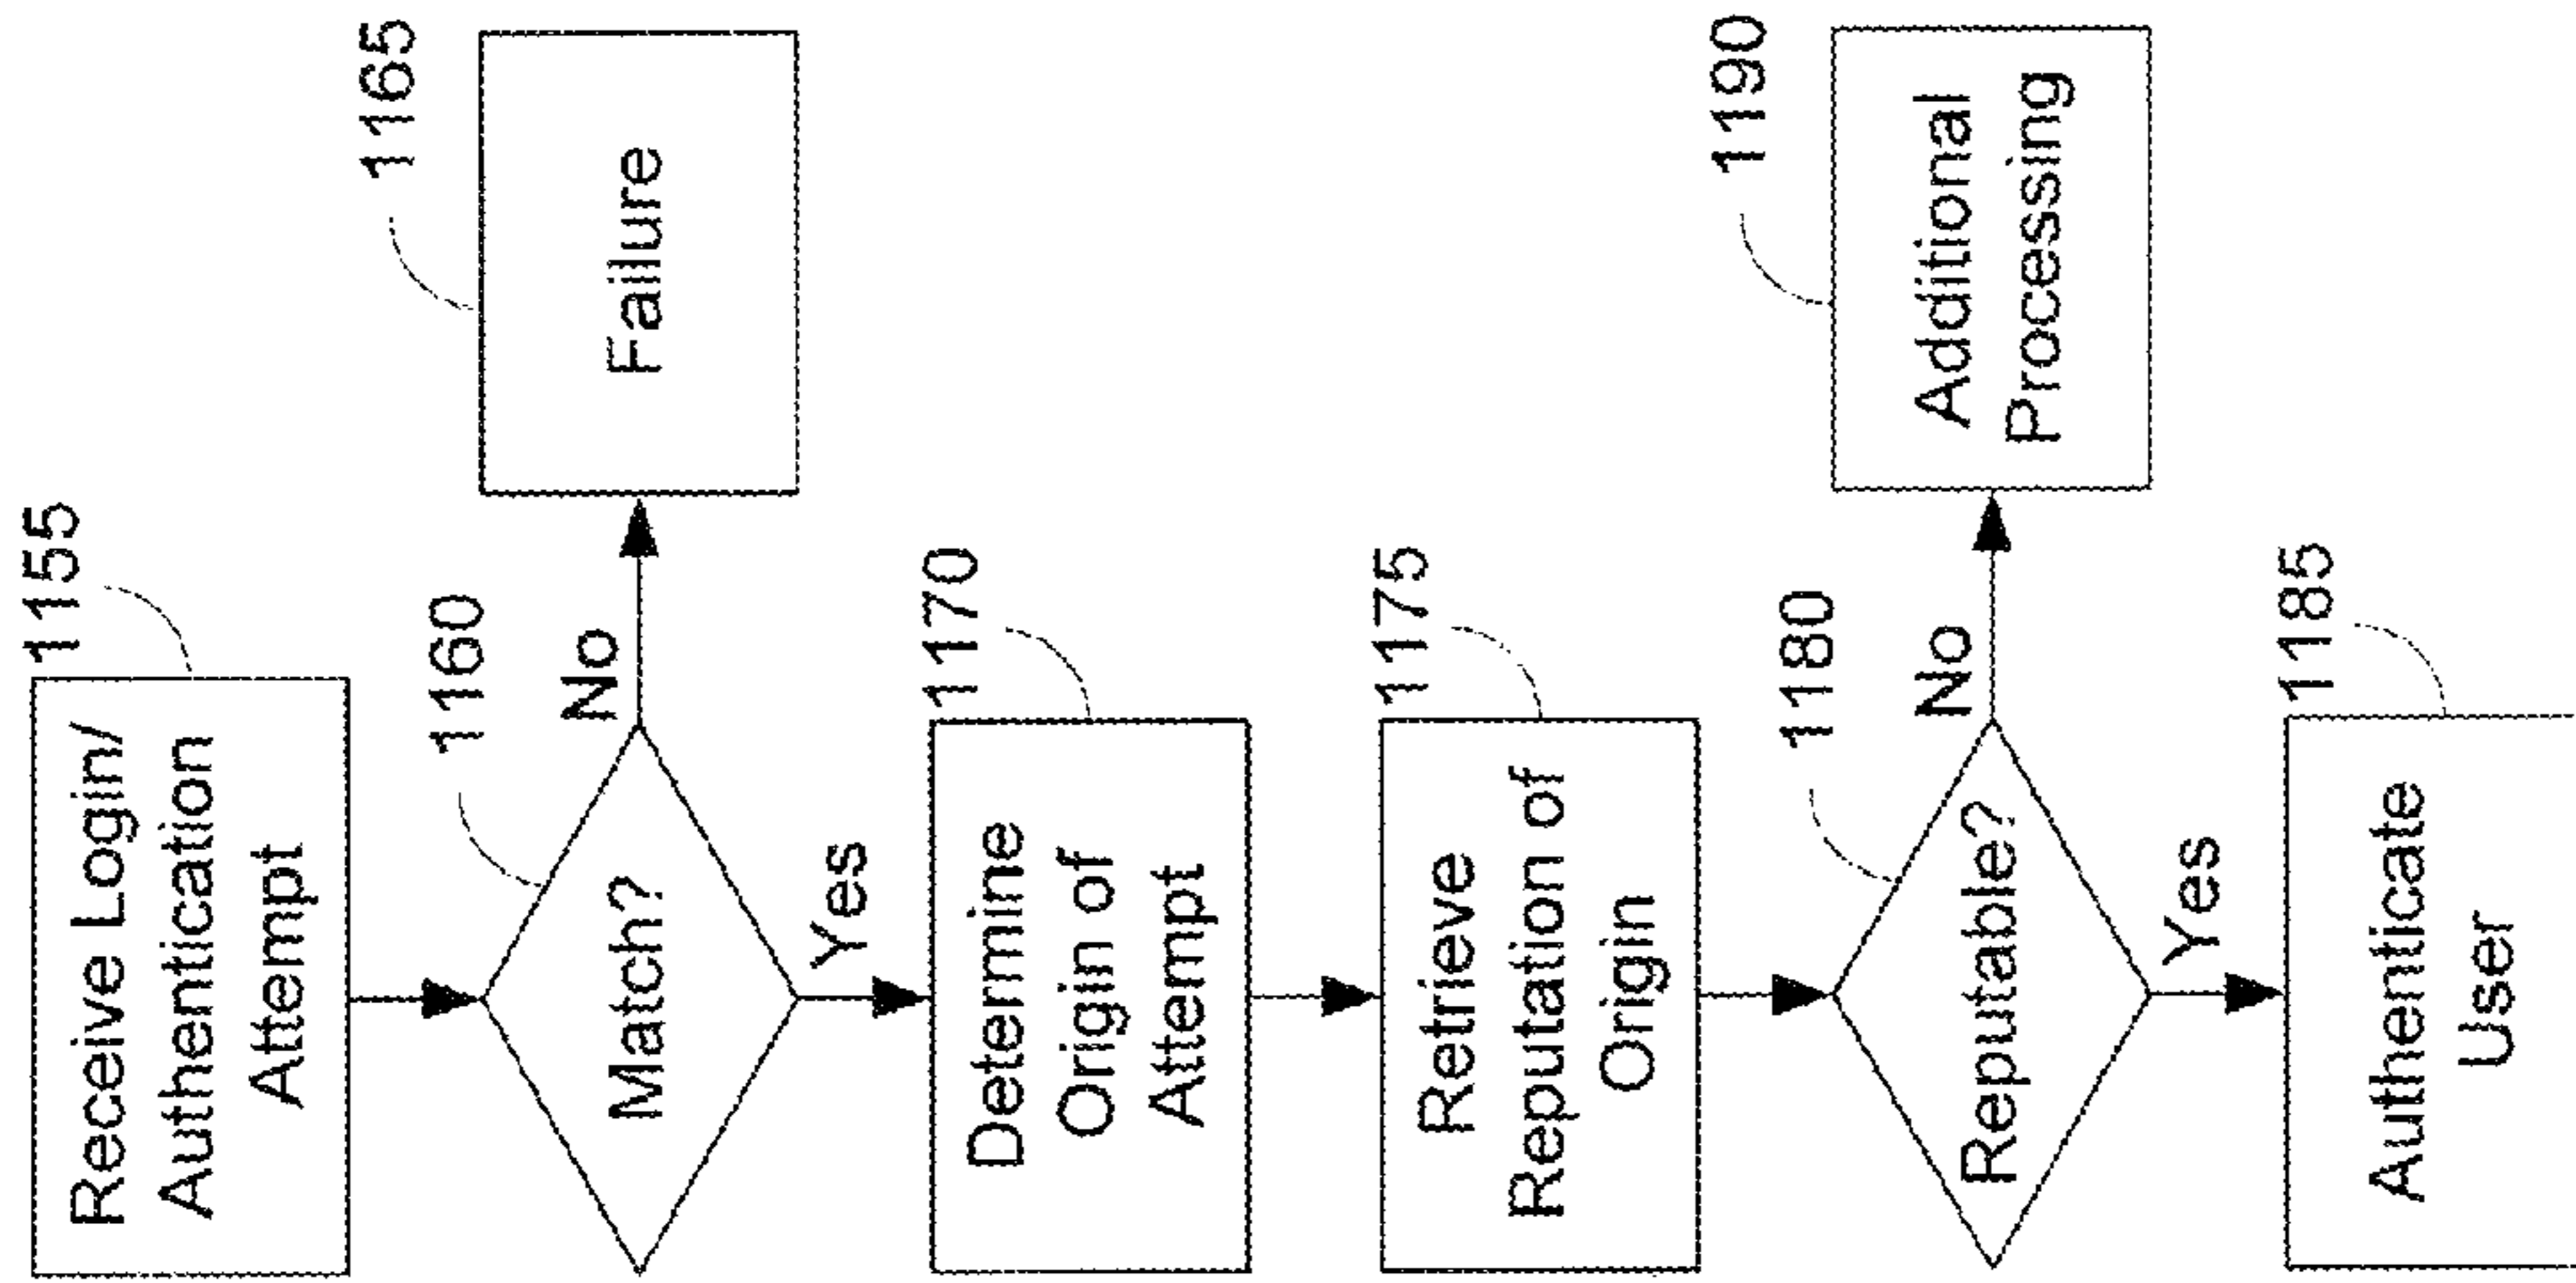 1155
Receive Login/
Authentication
Attempt
1160
Match?
No
1165
Failure
Yes
1170
Determine
Origin of
Attempt
1175
Retrieve
Reputation of
Origin
1180
Reputable?
No
1190
Additional
Processing
Yes
1185
Authenticate
User